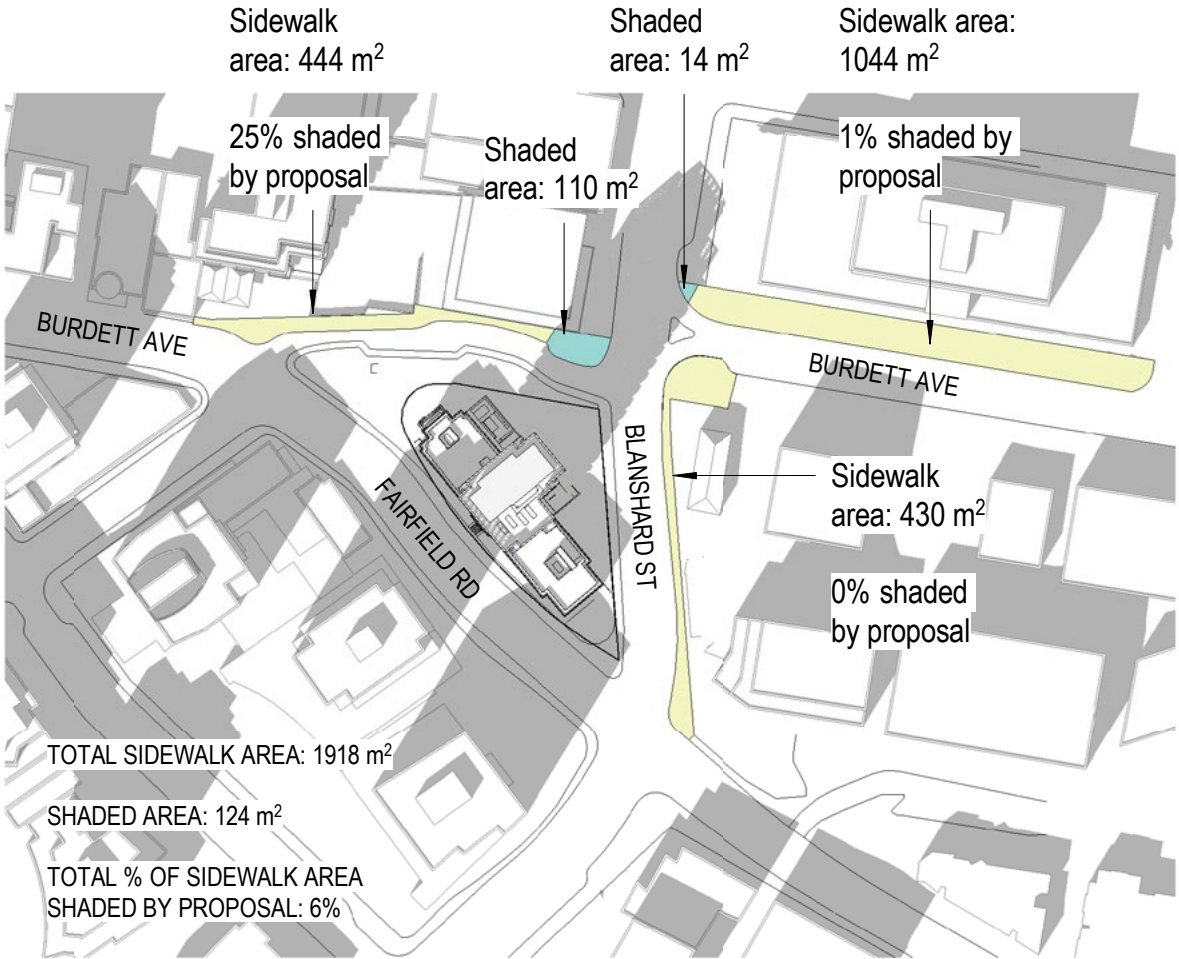 Sidewalk
area: 444 m²
Shaded
area: 14 m²
Sidewalk area:
1044 m²
25% shaded
by proposal
Shaded
area: 110 m²
1% shaded by
proposal
BURDETT AVE
BURDETT AVE
FAIRFIELD RD
BLANSHARD ST
Sidewalk
area: 430 m²
0% shaded
by proposal
TOTAL SIDEWALK AREA: 1918 m²
SHADED AREA: 124 m²
TOTAL % OF SIDEWALK AREA
SHADED BY PROPOSAL: 6%